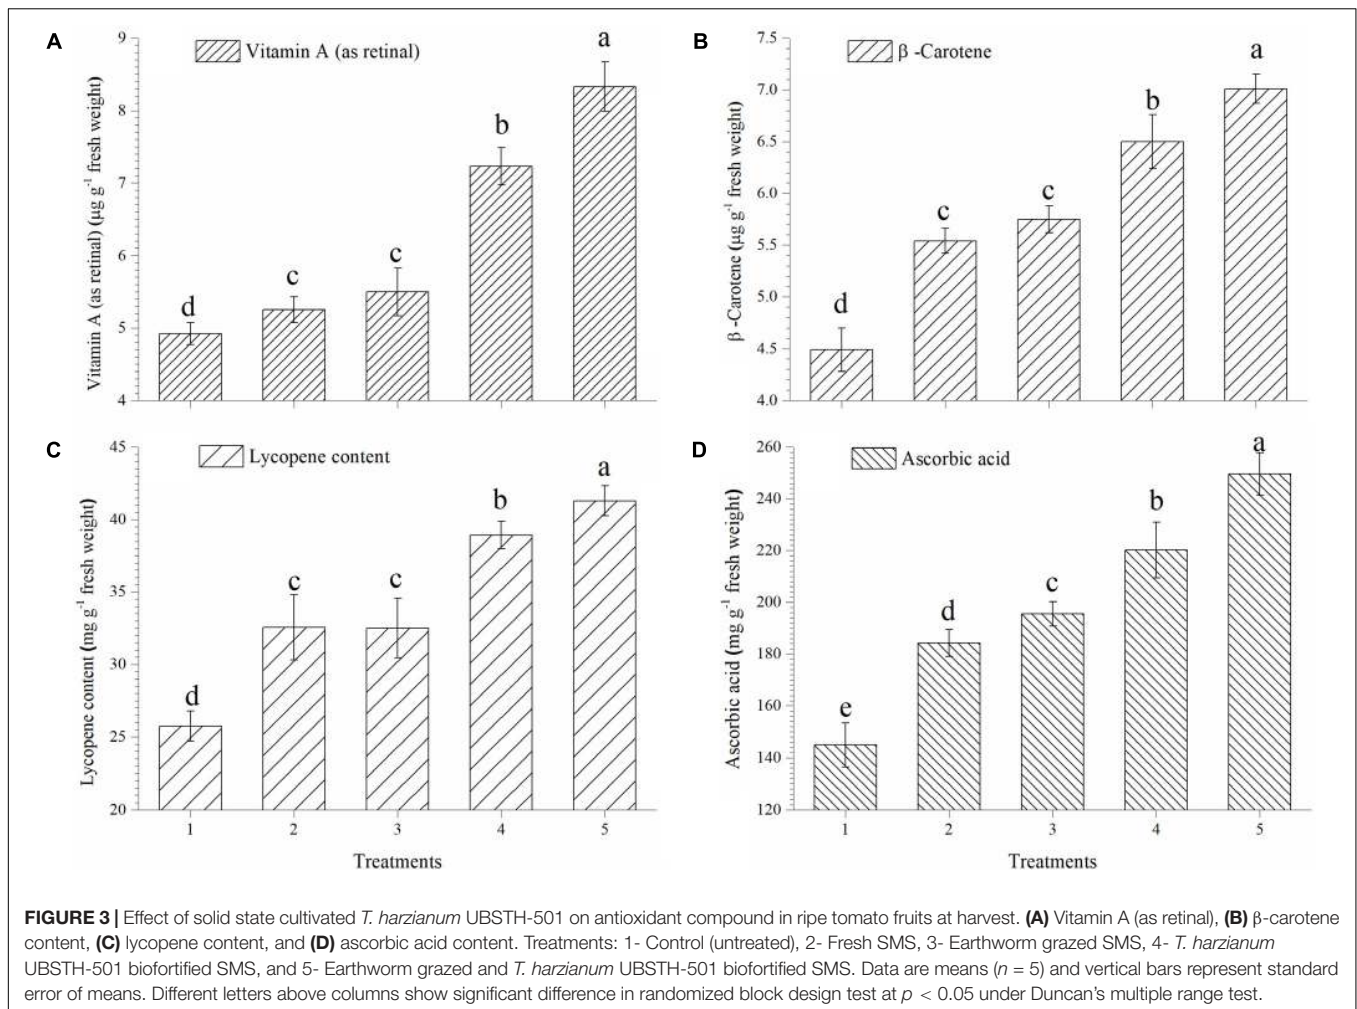 A
Vitamin A (as retinal)
Vitamin A (as retinal) (μg g⁻¹ fresh weight)
9
8
7
6
5
4
d
c
c
b
a
B
β -Carotene
β -Carotene (μg g⁻¹ fresh weight)
7.5
7.0
6.5
6.0
5.5
5.0
4.5
4.0
d
c
c
b
a
C
Lycopene content
Lycopene content (mg g⁻¹ fresh weight)
45
40
35
30
25
20
d
c
c
b
a
1 2 3 4 5
Treatments
D
Ascorbic acid
Ascorbic acid (mg g⁻¹ fresh weight)
260
240
220
200
180
160
140
120
e
d
c
b
a
1 2 3 4 5
Treatments
FIGURE 3 | Effect of solid state cultivated T. harzianum UBSTH-501 on antioxidant compound in ripe tomato fruits at harvest. (A) Vitamin A (as retinal), (B) β-carotene
content, (C) lycopene content, and (D) ascorbic acid content. Treatments: 1- Control (untreated), 2- Fresh SMS, 3- Earthworm grazed SMS, 4- T. harzianum
UBSTH-501 biofortified SMS, and 5- Earthworm grazed and T. harzianum UBSTH-501 biofortified SMS. Data are means (n = 5) and vertical bars represent standard
error of means. Different letters above columns show significant difference in randomized block design test at p < 0.05 under Duncan's multiple range test.